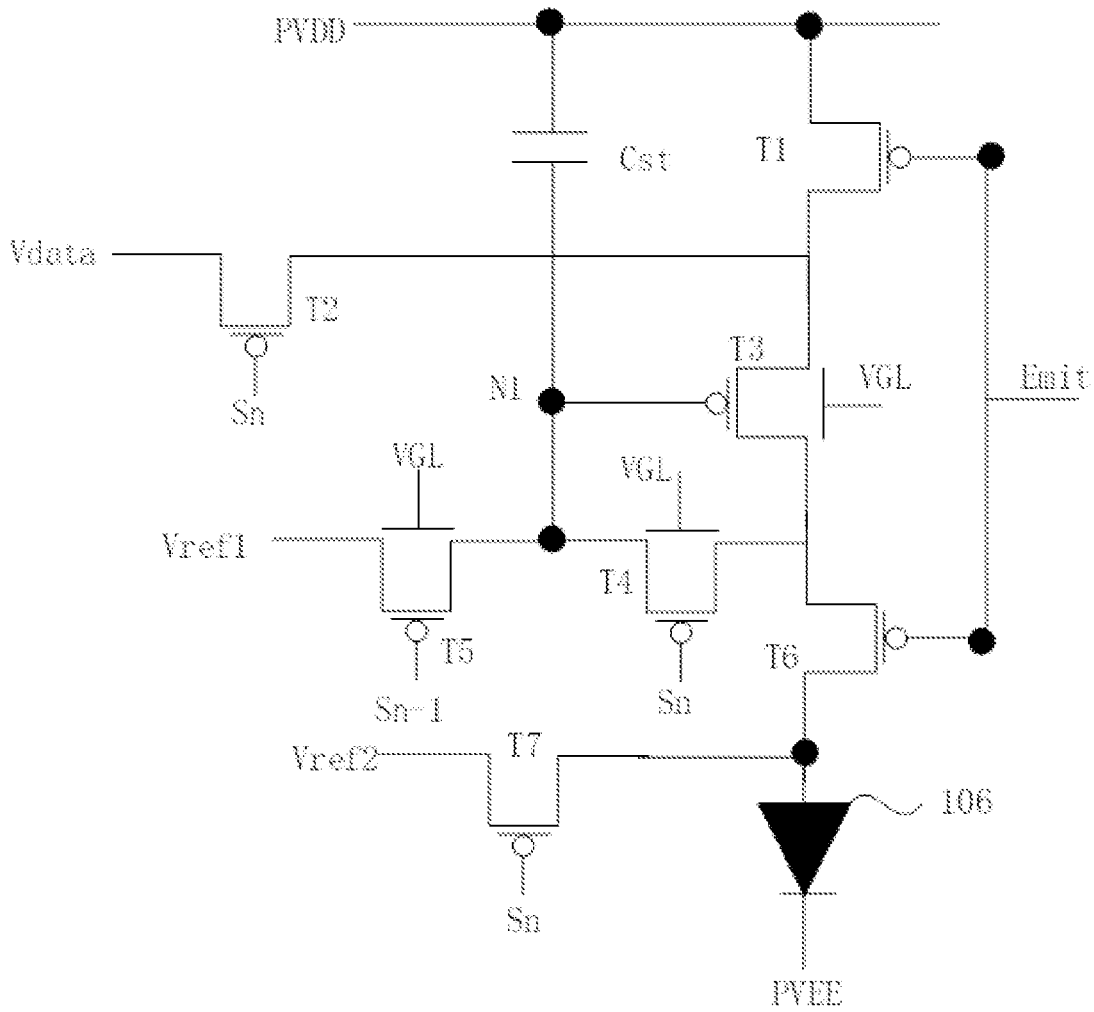 PVDD
T1
Cst
Vdata
T2
T3
Sn
N1
VGL
Emit
VGL
VGL
Vref1
T4
T5
T6
Sn-1
Sn
T7
Vref2
106
Sn
PVEE